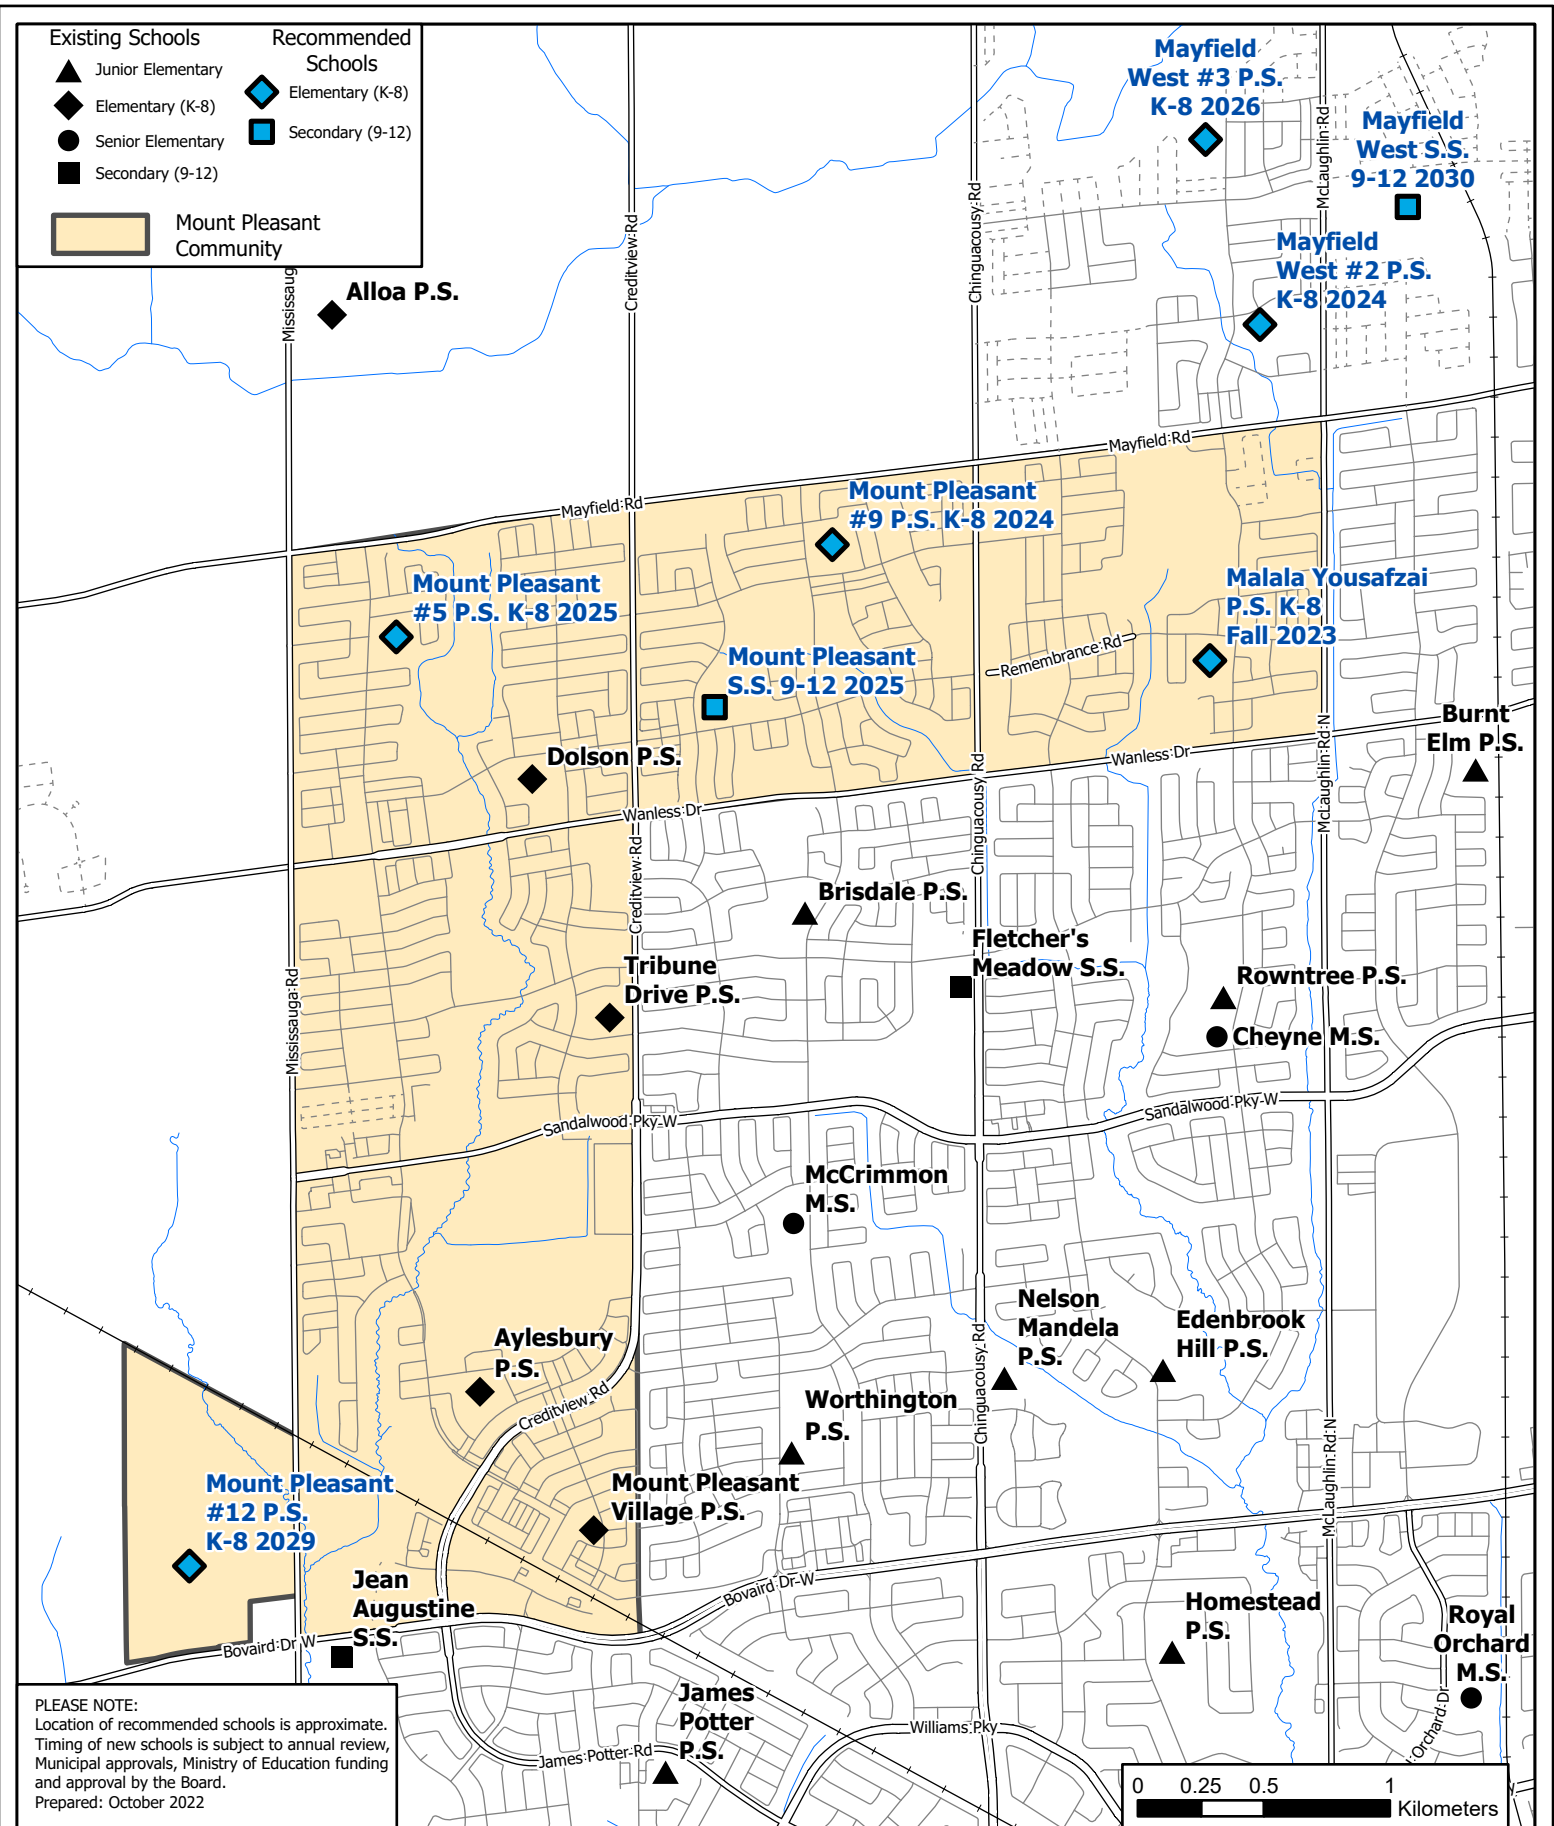 Existing Schools
Junior Elementary
Elementary (K-8)
Senior Elementary
Secondary (9-12)
Recommended
Schools
Elementary (K-8)
Secondary (9-12)
Mount Pleasant
Community
Mayfield
West #3 P.S.
K-8 2026
Mayfield
West S.S.
9-12 2030
Mayfield
West #2 P.S.
K-8 2024
McLaughlin Rd
Chinguacousy Rd
Creditview Rd
Mississaug
Alloa P.S.
Mayfield Rd
Mayfield Rd
Mount Pleasant
#9 P.S. K-8 2024
Mount Pleasant
#5 P.S. K-8 2025
Malala Yousafzai
P.S. K-8
Fall 2023
Remembrance Rd
Mount Pleasant
S.S. 9-12 2025
Burnt
Elm P.S.
Dolson P.S.
Wanless Dr
Wanless Dr
McLaughlin Rd N
Chinguacousy Rd
Creditview Rd
Brisdale P.S.
Fletcher's
Meadow S.S.
Tribune
Drive P.S.
Rowntree P.S.
Cheyne M.S.
Mississauga Rd
Sandalwood Pky W
Sandalwood Pky W
McCrimmon
M.S.
Nelson
Mandela
P.S.
Edenbrook
Hill P.S.
Aylesbury
P.S.
Creditview Rd
Chinguacousy Rd
Worthington
P.S.
McLaughlin Rd N
Mount Pleasant
Village P.S.
Mount Pleasant
#12 P.S.
K-8 2029
Jean
Augustine
S.S.
Bovaird Dr W
Bovaird Dr W
Homestead
P.S.
Royal
Orchard
M.S.
James
Potter
P.S.
James Potter Rd
Williams Pky
Orchard Dr
PLEASE NOTE:
Location of recommended schools is approximate.
Timing of new schools is subject to annual review,
Municipal approvals, Ministry of Education funding
and approval by the Board.
Prepared: October 2022
0 0.25 0.5 1
Kilometers